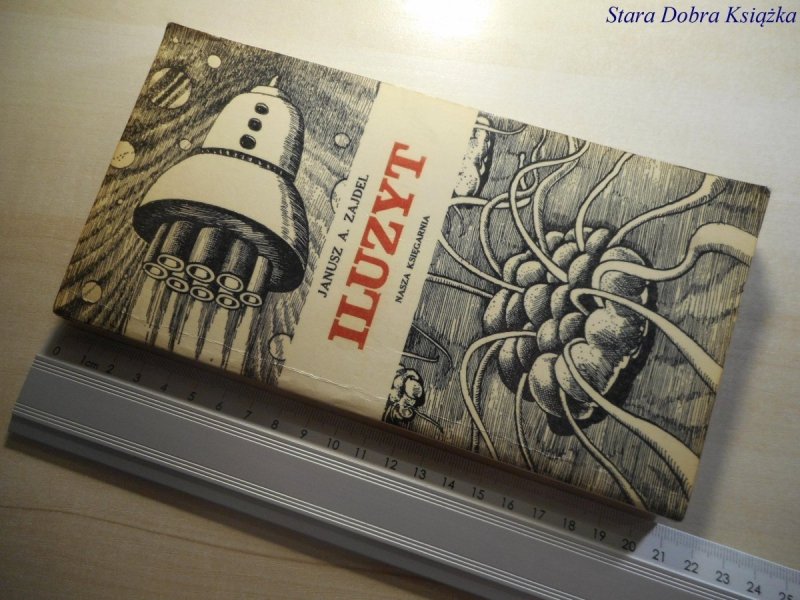 Stara Dobra Książka
JANUSZ A. ZAJDEL
ILUZYT
NASZA KSIĘGARNIA
0 1cm 2 3 4 5 6 7 8 9 10 11 12 13 14 15 16 17 18 19 20 21 22 23 24 25